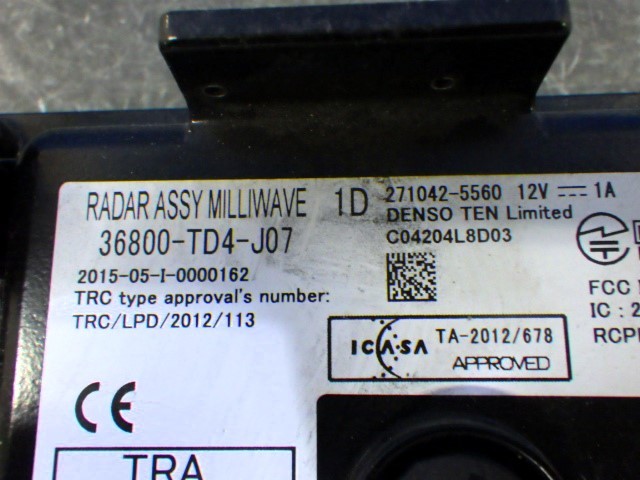 RADAR ASSY MILLIWAVE 1D
36800-TD4-J07
271042-5560 12V 1A
DENSO TEN Limited
C04204L8D03
2015-05-I-0000162
TRC type approval's number:
TRC/LPD/2012/113
ICASA TA-2012/678
APPROVED
FCC
IC : 2
CE
TRA